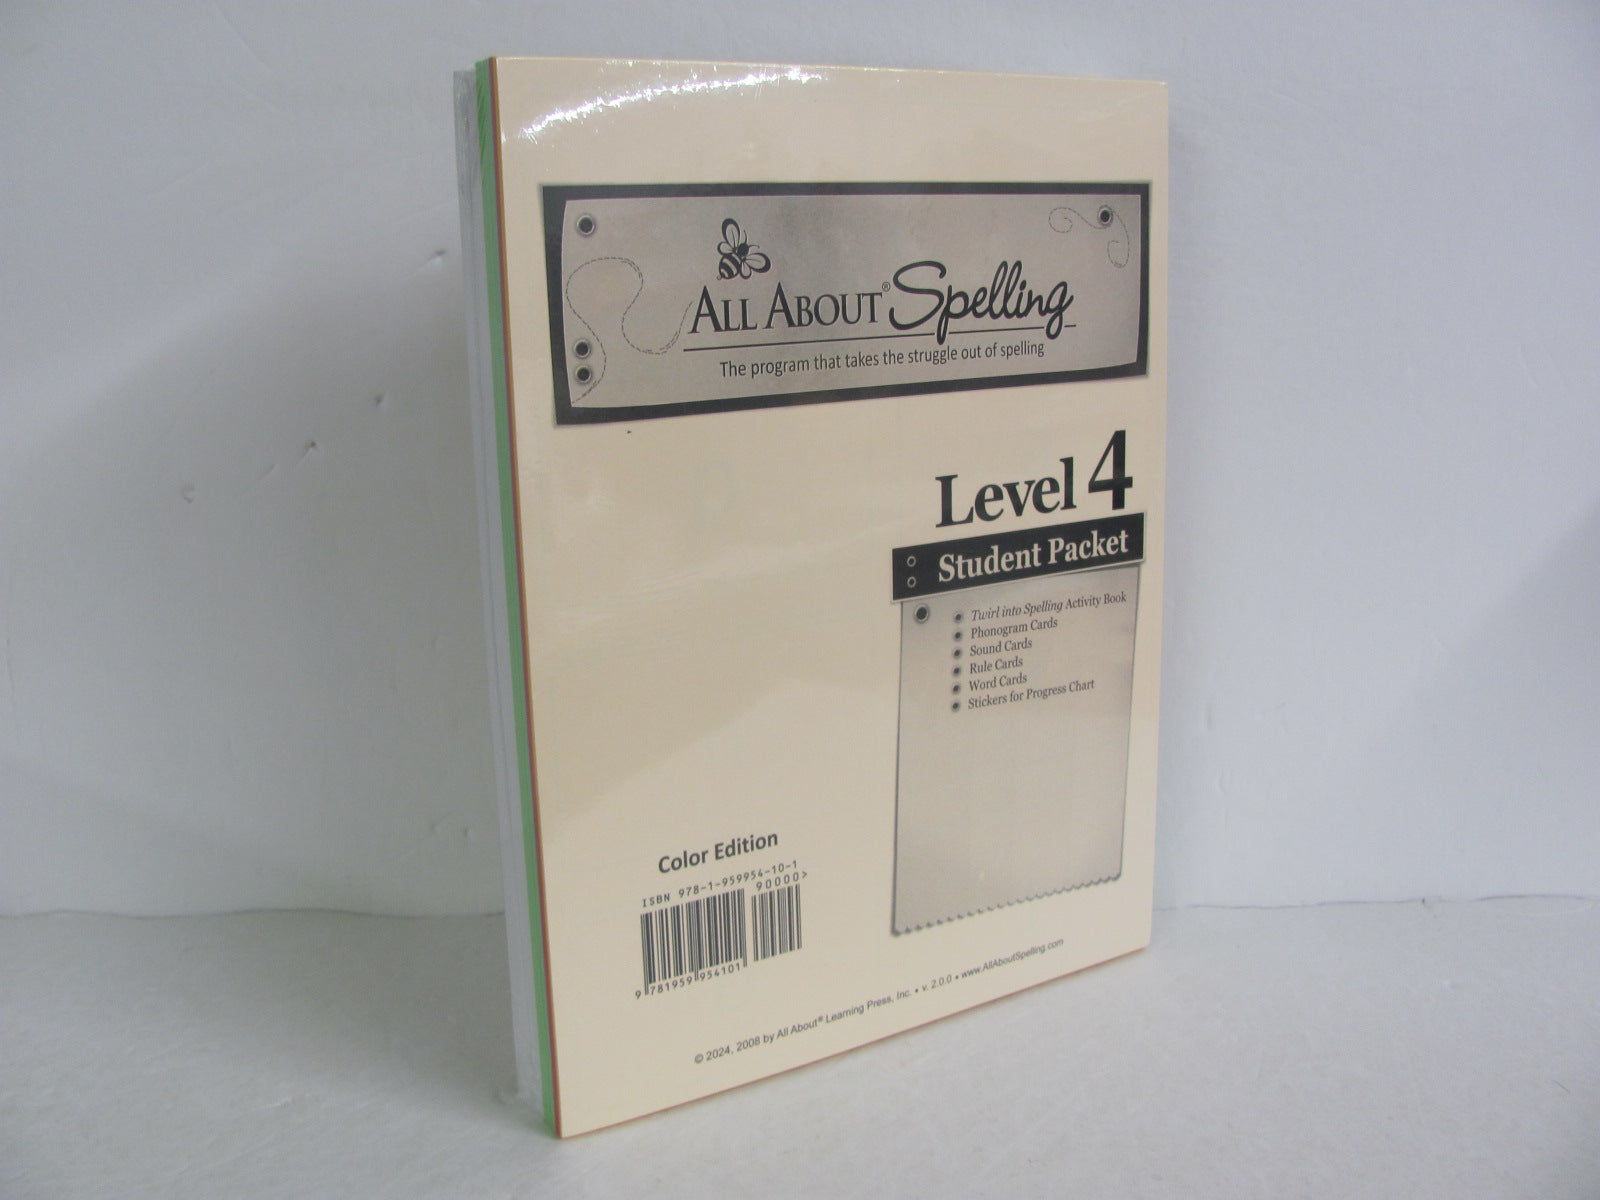 ALL ABOUT® Spelling
The program that takes the struggle out of spelling
Level 4
Student Packet
Twirl into Spelling Activity Book
Phonogram Cards
Sound Cards
Rule Cards
Word Cards
Stickers for Progress Chart
Color Edition
ISBN 978-1-959954-10-1
90000>
9 781959 954101
© 2024, 2008 by All About® Learning Press, Inc. • v. 2.0.0 • www.AllAboutSpelling.com